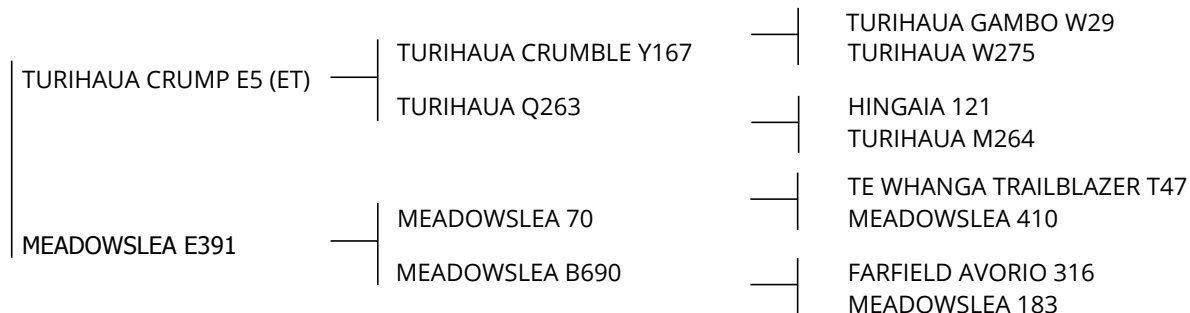 TURIHAUA GAMBO W29
TURIHAUA CRUMBLE Y167
TURIHAUA W275
TURIHAUA CRUMP E5 (ET)
TURIHAUA Q263
HINGAIA 121
TURIHAUA M264
TE WHANGA TRAILBLAZER T47
MEADOWSLEA 70
MEADOWSLEA 410
MEADOWSLEA E391
MEADOWSLEA B690
FARFIELD AVORIO 316
MEADOWSLEA 183